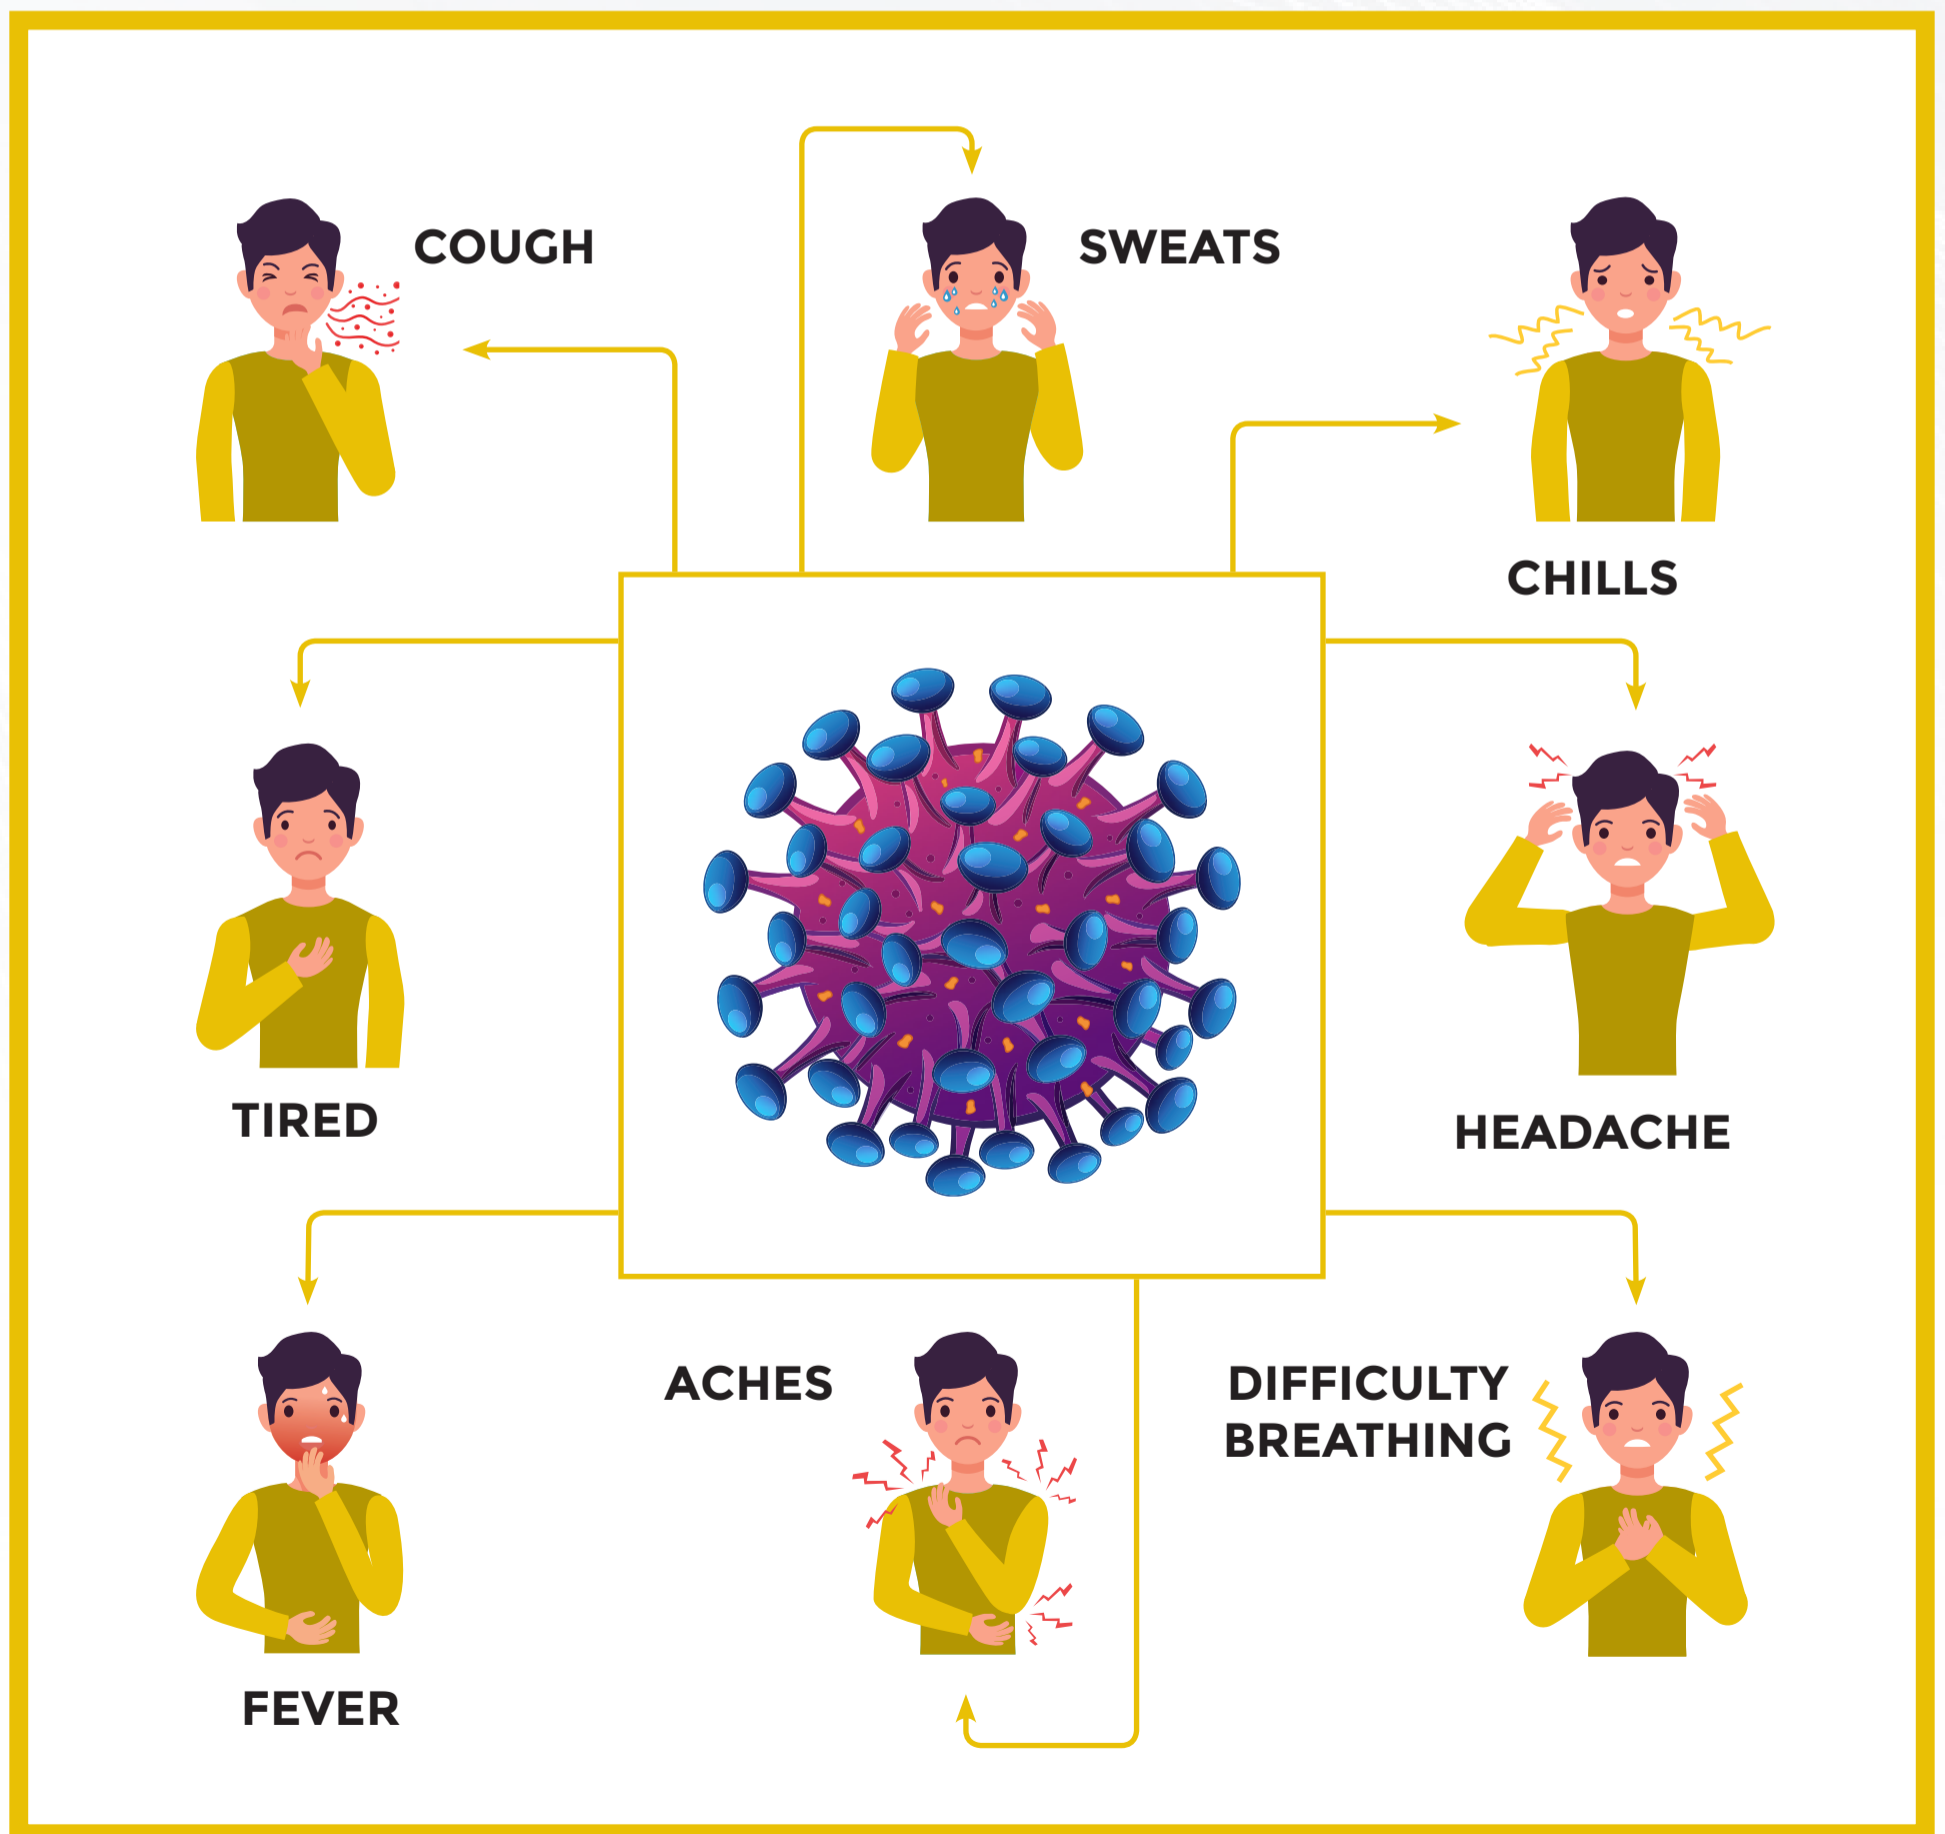 COUGH
SWEATS
CHILLS
TIRED
HEADACHE
FEVER
ACHES
DIFFICULTY
BREATHING